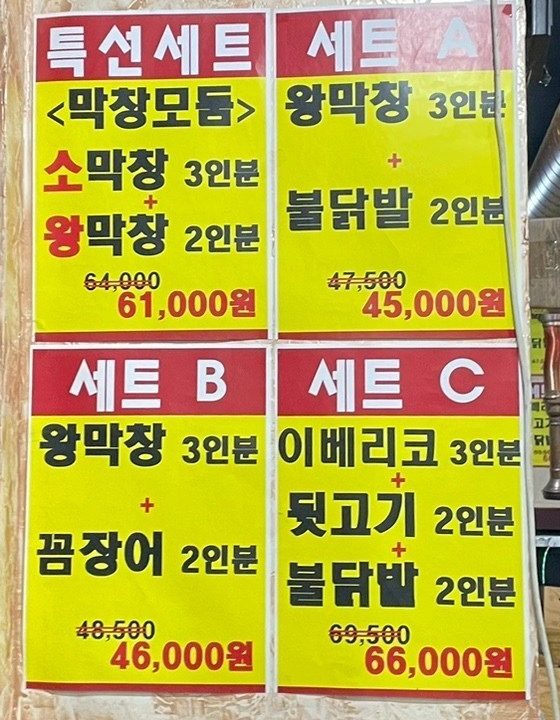 특선세트
<막창모둠>
소막창 3인분
+
왕막창 2인분
64,000
61,000원
세트 A
왕막창 3인분
+
불닭발 2인분
47,500
45,000원
세트 B
왕막창 3인분
+
꼼장어 2인분
48,500
46,000원
세트 C
이베리코 3인분
+
뒷고기 2인분
+
불닭발 2인분
69,500
66,000원